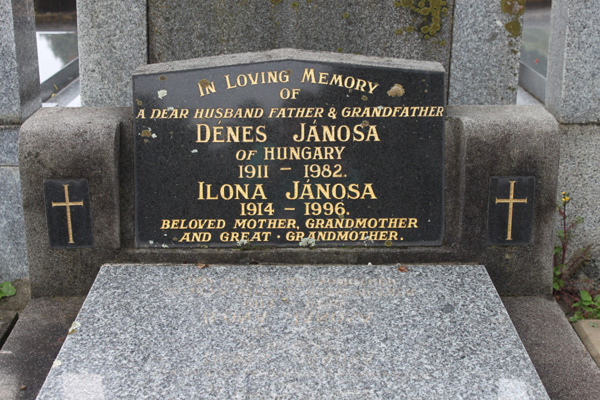 IN LOVING MEMORY
OF
A DEAR HUSBAND FATHER & GRANDFATHER
DÉNES JÁNOSA
OF HUNGARY
1911 – 1982.
ILONA JÁNOSA
1914 – 1996.
BELOVED MOTHER, GRANDMOTHER
AND GREAT · GRANDMOTHER.